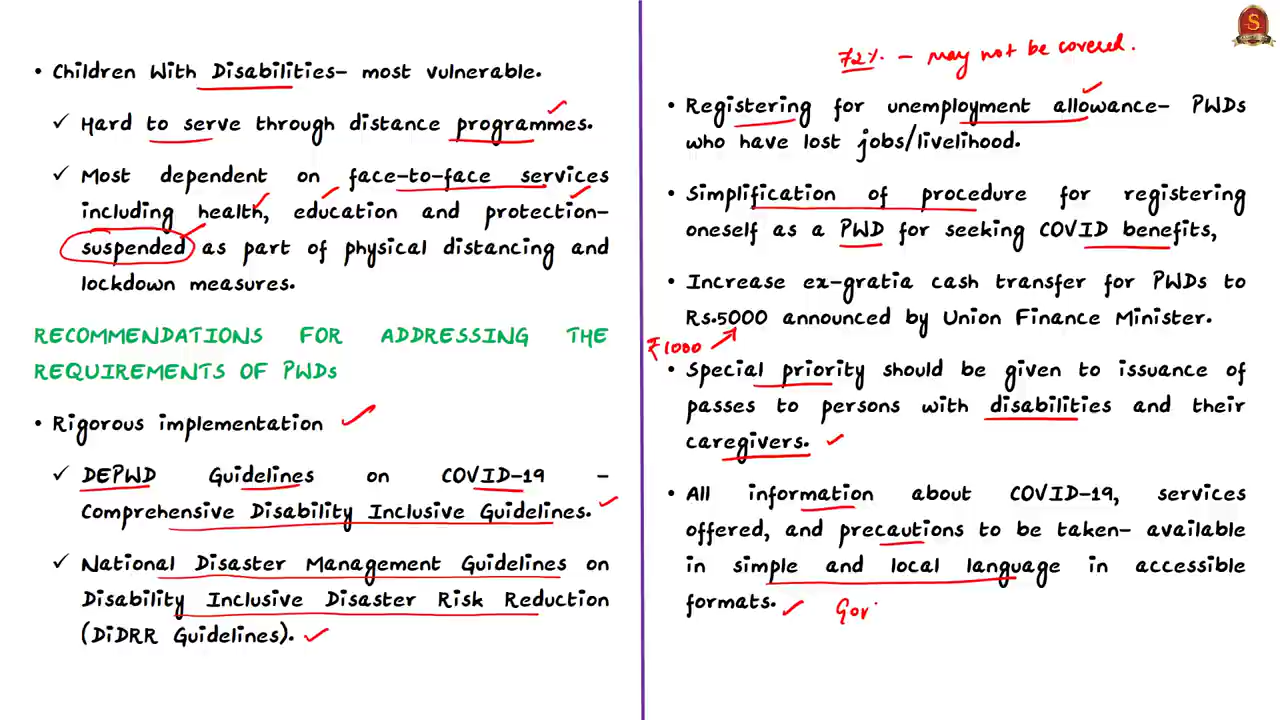 • Children With Disabilities- most vulnerable.
✓ Hard to serve through distance programmes.
✓ Most dependent on face-to-face services
including health, education and protection-
suspended as part of physical distancing and
lockdown measures.
RECOMMENDATIONS FOR ADDRESSING THE
REQUIREMENTS OF PWDs
• Rigorous implementation
✓ DEPWD Guidelines on COVID-19 -
Comprehensive Disability Inclusive Guidelines.
✓ National Disaster Management Guidelines on
Disability Inclusive Disaster Risk Reduction
(DiDRR Guidelines).
72% - may not be covered.
• Registering for unemployment allowance- PWDs
who have lost jobs/livelihood.
• Simplification of procedure for registering
oneself as a PWD for seeking COVID benefits,
• Increase ex-gratia cash transfer for PWDs to
Rs.5000 announced by Union Finance Minister.
₹1000
• Special priority should be given to issuance of
passes to persons with disabilities and their
caregivers.
• All information about COVID-19, services
offered, and precautions to be taken- available
in simple and local language in accessible
formats.
Gov
S